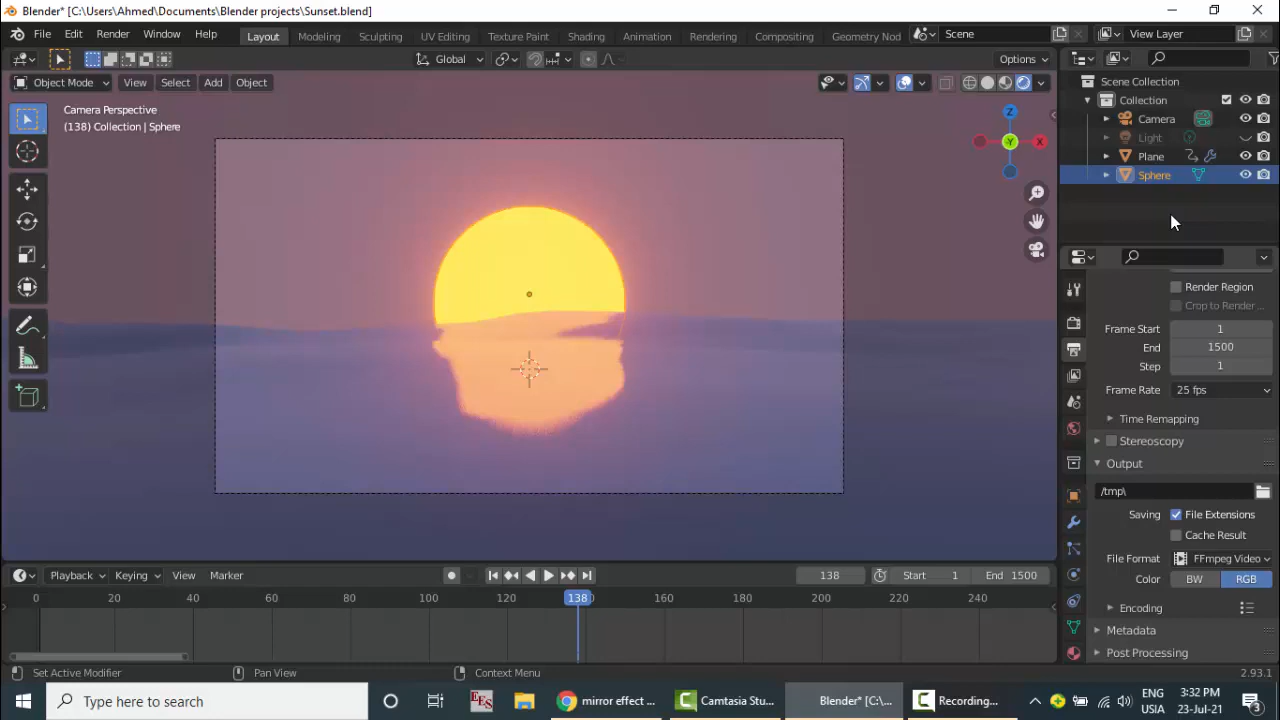 Blender* [C:\Users\Ahmed\Documents\Blender projects\Sunset.blend]
File Edit Render Window Help Layout Modeling Sculpting UV Editing Texture Paint Shading Animation Rendering Compositing Geometry Nod Scene View Layer
Global Options
Object Mode View Select Add Object
Camera Perspective
(138) Collection | Sphere
Z
Y
X
Scene Collection
Collection
Camera
Light
Plane
Sphere
Render Region
Crop to Render ...
Frame Start 1
End 1500
Step 1
Frame Rate 25 fps
Time Remapping
Stereoscopy
Output
/tmp\
Saving File Extensions
Cache Result
File Format FFmpeg Video
Color BW RGB
Encoding
Metadata
Post Processing
Playback Keying View Marker 138 Start 1 End 1500
0 20 40 60 80 100 120 138 160 180 200 220 240
Set Active Modifier Pan View Context Menu 2.93.1
Type here to search
EES
mirror effect ...
Camtasia Stu...
Blender* [C:\...
Recording...
ENG
USIA
3:32 PM
23-Jul-21
3